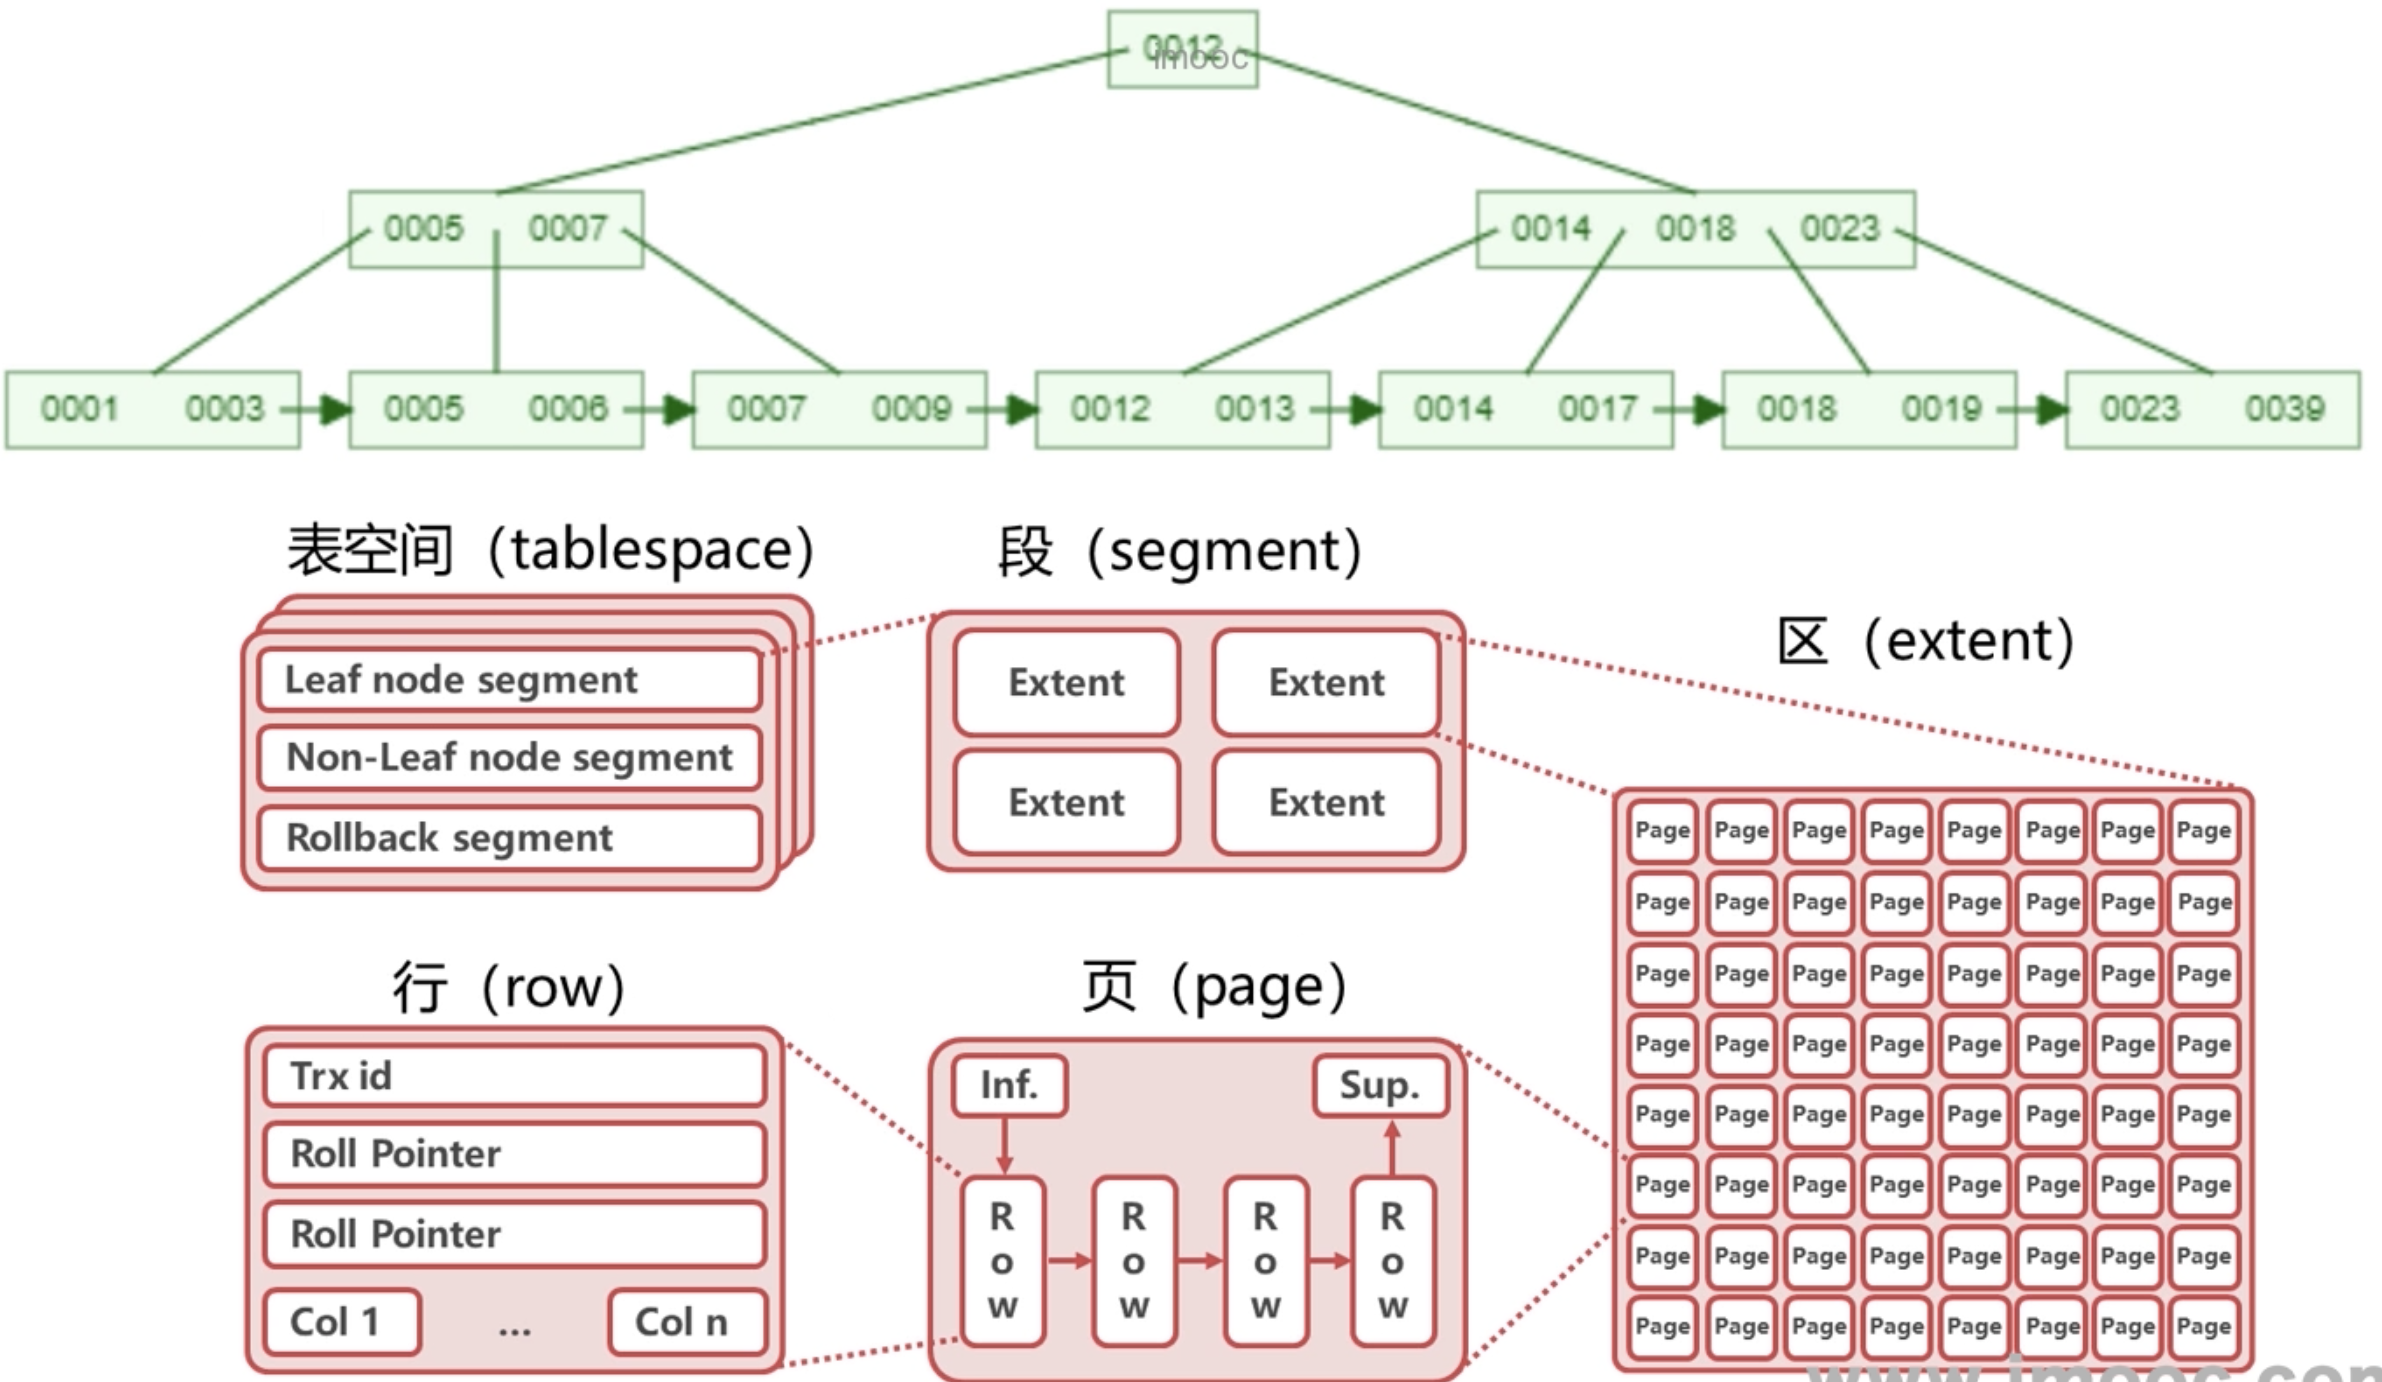 0012
imooc
0005 0007
0014 0018 0023
0001 0003
0005 0006
0007 0009
0012 0013
0014 0017
0018 0019
0023 0039
表空间（tablespace）
Leaf node segment
Non-Leaf node segment
Rollback segment
段（segment）
Extent Extent
Extent Extent
区（extent）
Page Page Page Page Page Page Page Page
Page Page Page Page Page Page Page Page
Page Page Page Page Page Page Page Page
Page Page Page Page Page Page Page Page
Page Page Page Page Page Page Page Page
Page Page Page Page Page Page Page Page
Page Page Page Page Page Page Page Page
Page Page Page Page Page Page Page Page
行（row）
Trx id
Roll Pointer
Roll Pointer
Col 1 ... Col n
页（page）
Inf. Sup.
Row Row Row Row
www.imooc.com